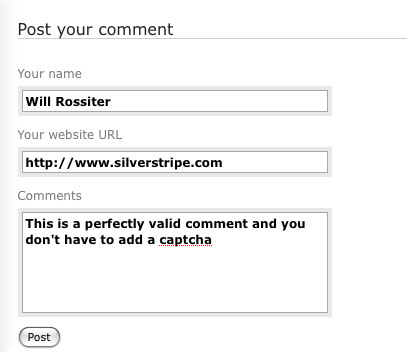 Post your comment
Your name
Will Rossiter
Your website URL
http://www.silverstripe.com
Comments
This is a perfectly valid comment and you
don't have to add a captcha
Post